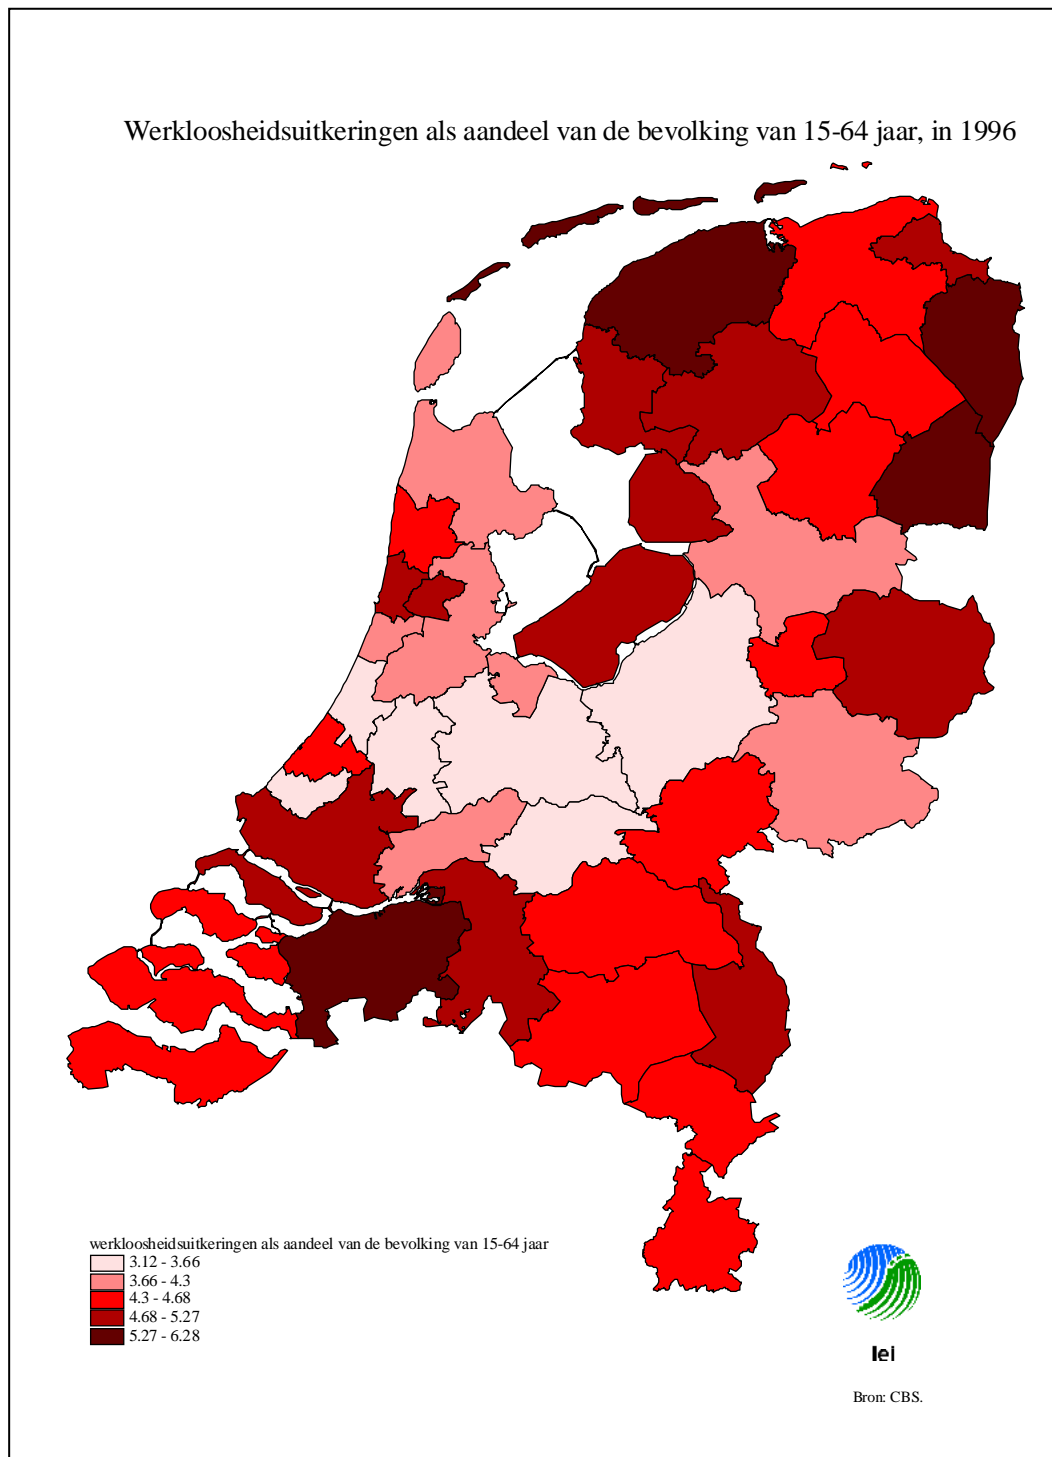 Werkloosheidsuitkeringen als aandeel van de bevolking van 15-64 jaar, in 1996
werkloosheidsuitkeringen als aandeel van de bevolking van 15-64 jaar
3.12 - 3.66
3.66 - 4.3
4.3 - 4.68
4.68 - 5.27
5.27 - 6.28
lei
Bron: CBS.